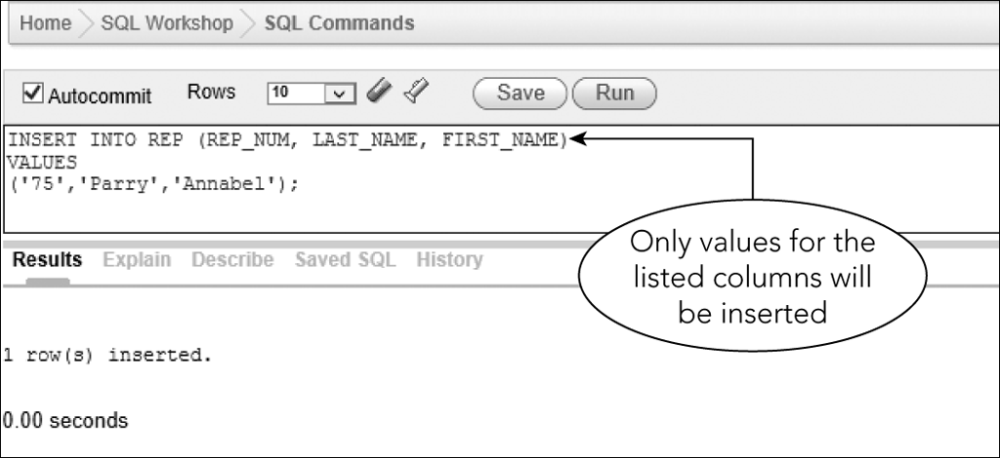 Home SQL Workshop SQL Commands
Autocommit Rows 10 Save Run
INSERT INTO REP (REP_NUM, LAST_NAME, FIRST_NAME)
VALUES
('75','Parry','Annabel');
Only values for the
listed columns will
be inserted
Results Explain Describe Saved SQL History
1 row(s) inserted.
0.00 seconds